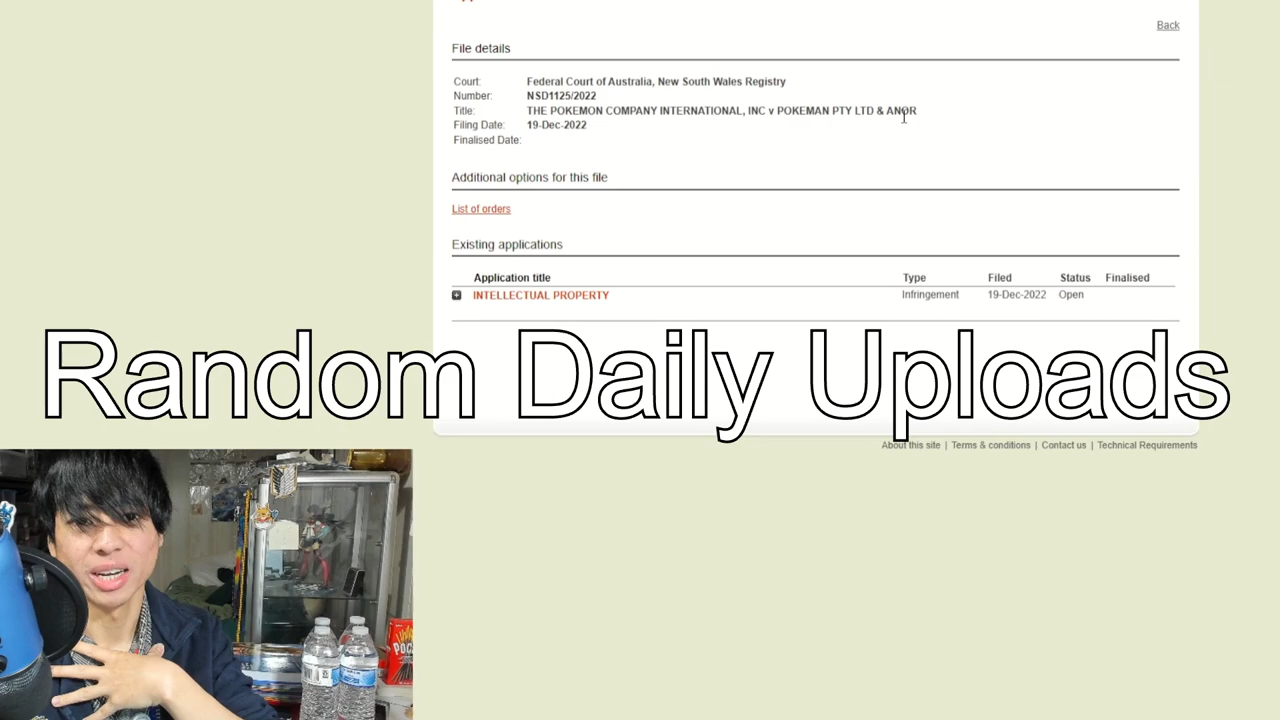 Back
File details
Court: Federal Court of Australia, New South Wales Registry
Number: NSD1125/2022
Title: THE POKEMON COMPANY INTERNATIONAL, INC v POKEMAN PTY LTD & ANOR
Filing Date: 19-Dec-2022
Finalised Date:
Additional options for this file
List of orders
Existing applications
Application title Type Filed Status Finalised
INTELLECTUAL PROPERTY Infringement 19-Dec-2022 Open
Random Daily Uploads
About this site | Terms & conditions | Contact us | Technical Requirements